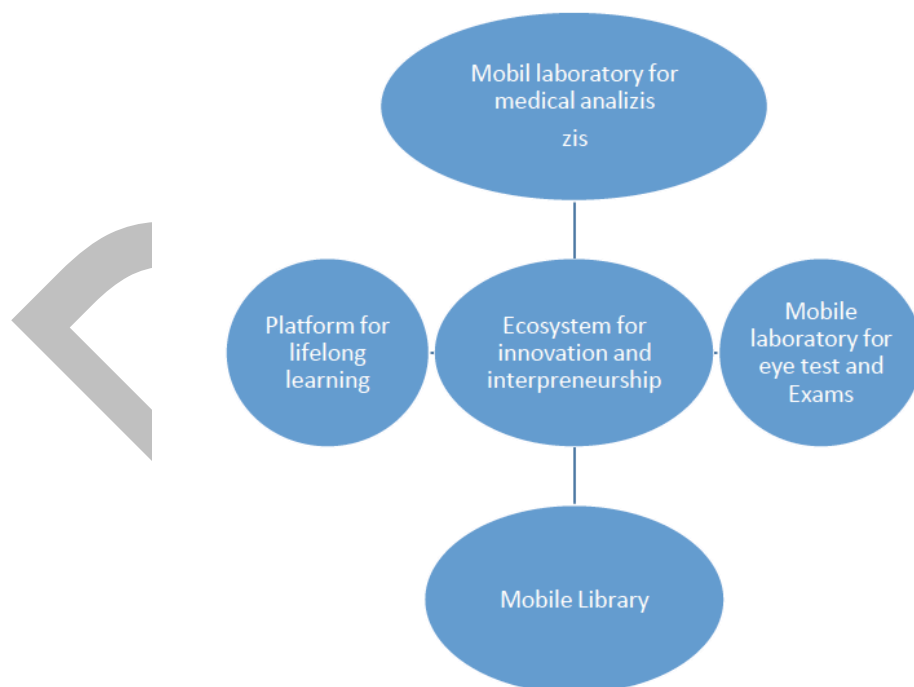 Mobil laboratory for
medical analizis
zis
Platform for
lifelong
learning
Ecosystem for
innovation and
interpreneurship
Mobile
laboratory for
eye test and
Exams
Mobile Library